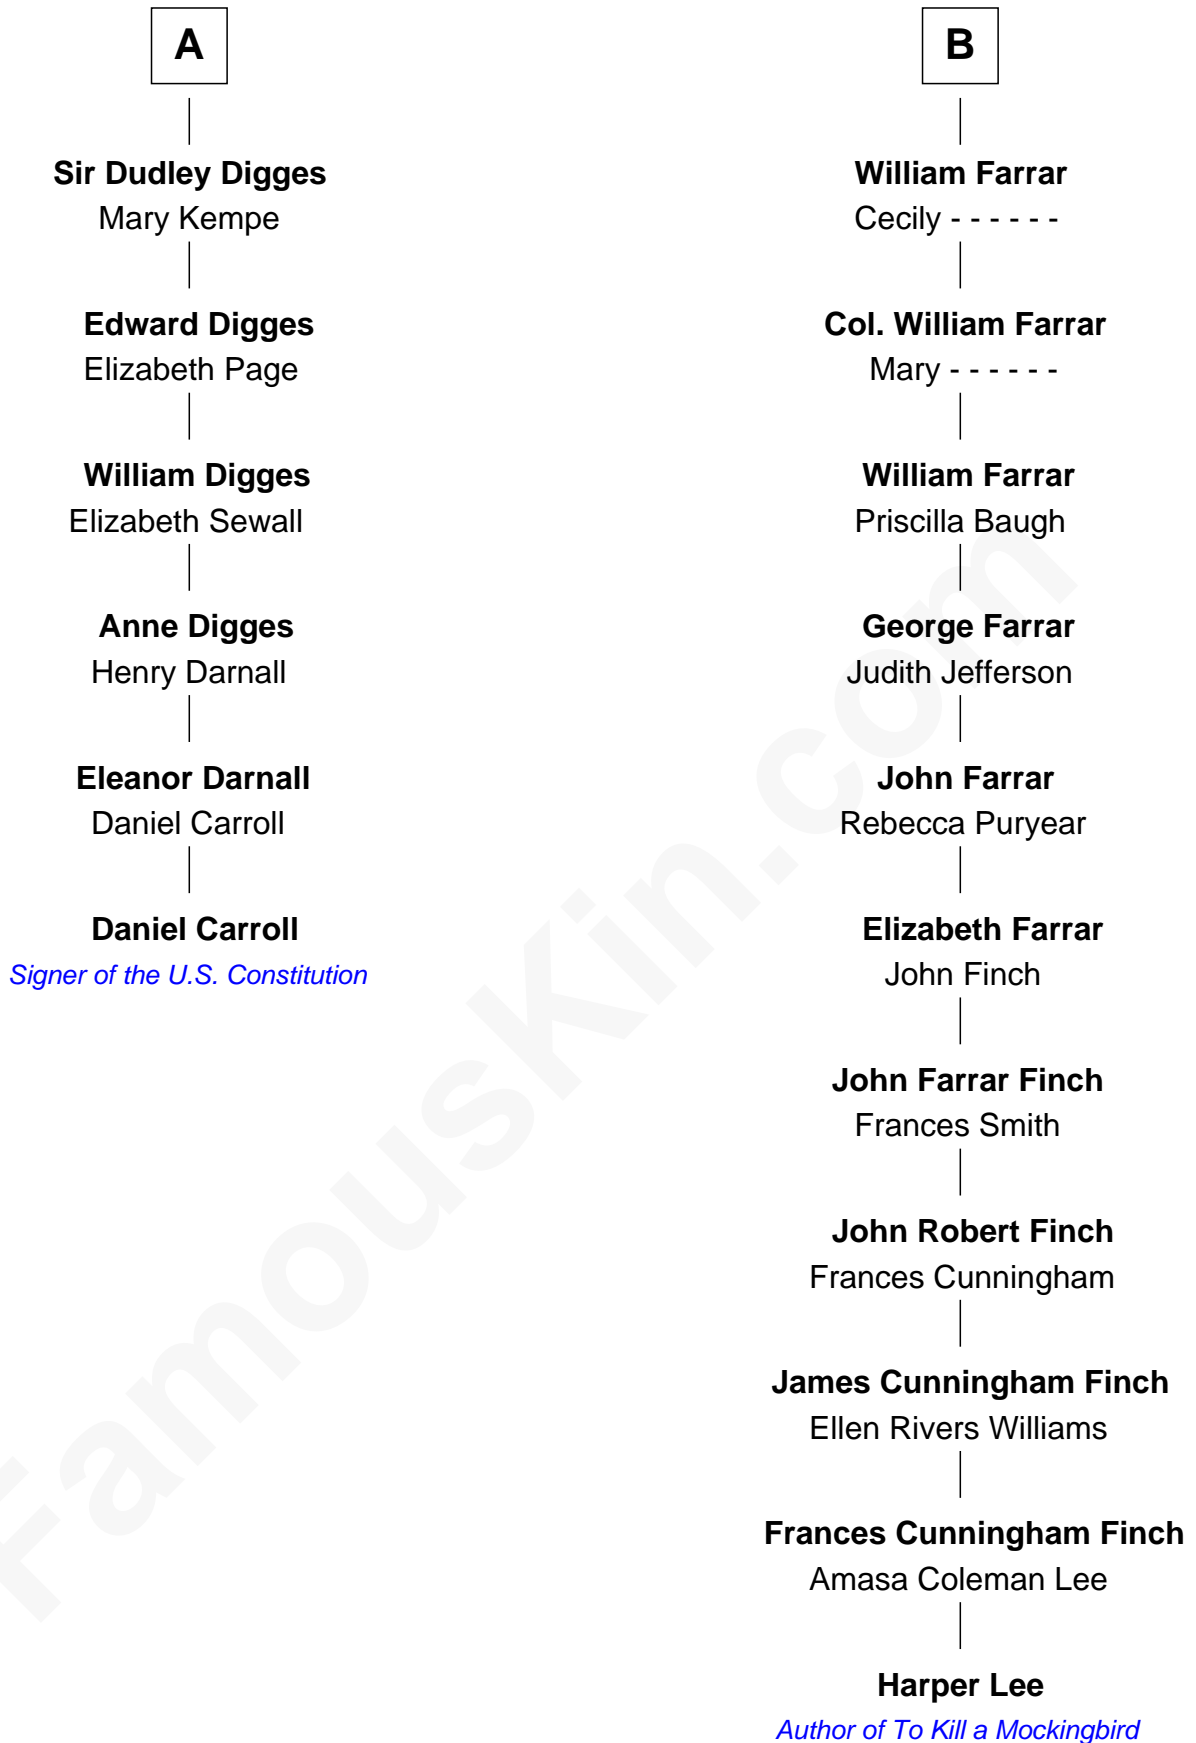 A
Sir Dudley Digges
Mary Kempe
Edward Digges
Elizabeth Page
William Digges
Elizabeth Sewall
Anne Digges
Henry Darnall
Eleanor Darnall
Daniel Carroll
Daniel Carroll
Signer of the U.S. Constitution
B
William Farrar
Cecily - - - - - -
Col. William Farrar
Mary - - - - - -
William Farrar
Priscilla Baugh
George Farrar
Judith Jefferson
John Farrar
Rebecca Puryear
Elizabeth Farrar
John Finch
John Farrar Finch
Frances Smith
John Robert Finch
Frances Cunningham
James Cunningham Finch
Ellen Rivers Williams
Frances Cunningham Finch
Amasa Coleman Lee
Harper Lee
Author of To Kill a Mockingbird
FamousKin.com